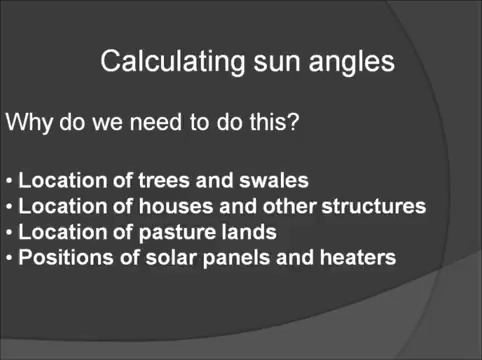 Calculating sun angles
Why do we need to do this?
• Location of trees and swales
• Location of houses and other structures
• Location of pasture lands
• Positions of solar panels and heaters